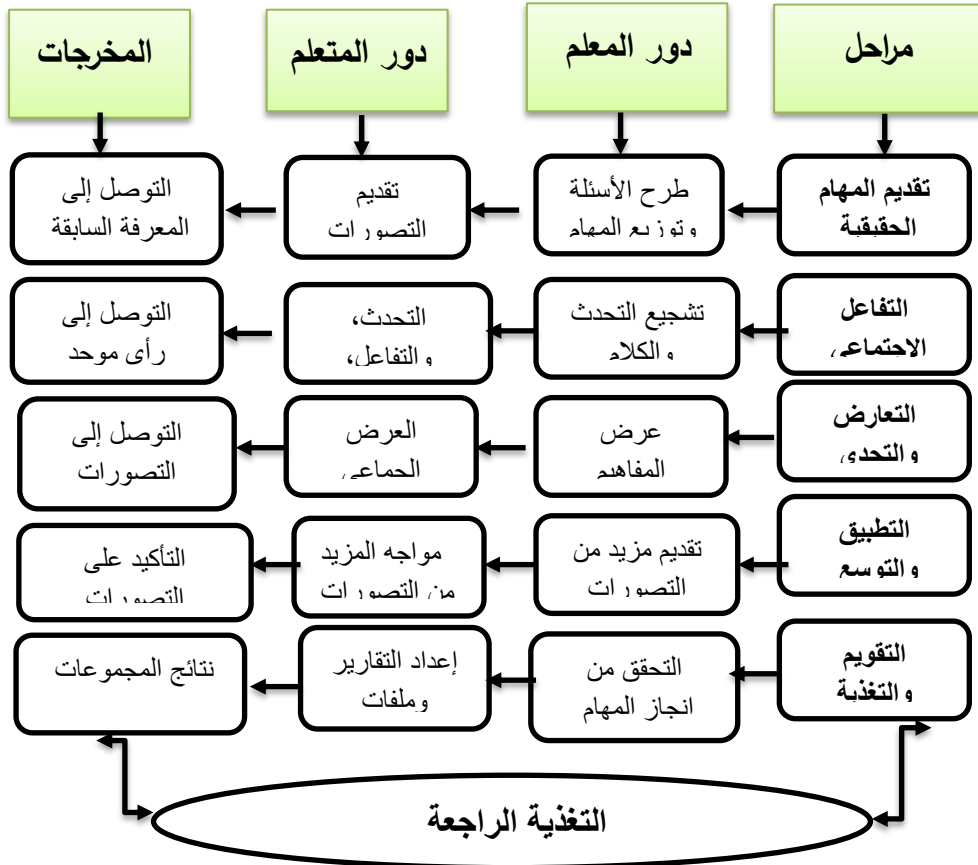 مراحل
دور المعلم
دور المتعلم
المخرجات
تقديم المهام
الحقيقية
طرح الأسئلة
وتوزيع المهام
تقديم
التصورات
التوصل إلى
المعرفة السابقة
التفاعل
الاجتماعي
تشجيع التحدث
والكلام
التحدث،
والتفاعل،
التوصل إلى
رأى موحد
التعارض
والتحدي
عرض
المفاهيم
العرض
الجماعي
التوصل إلى
التصورات
التطبيق
والتوسع
تقديم مزيد من
التصورات
مواجه المزيد
من التصورات
التأكيد على
التصورات
التقويم
والتغذية
التحقق من
انجاز المهام
إعداد التقارير
وملفات
نتائج المجموعات
التغذية الراجعة